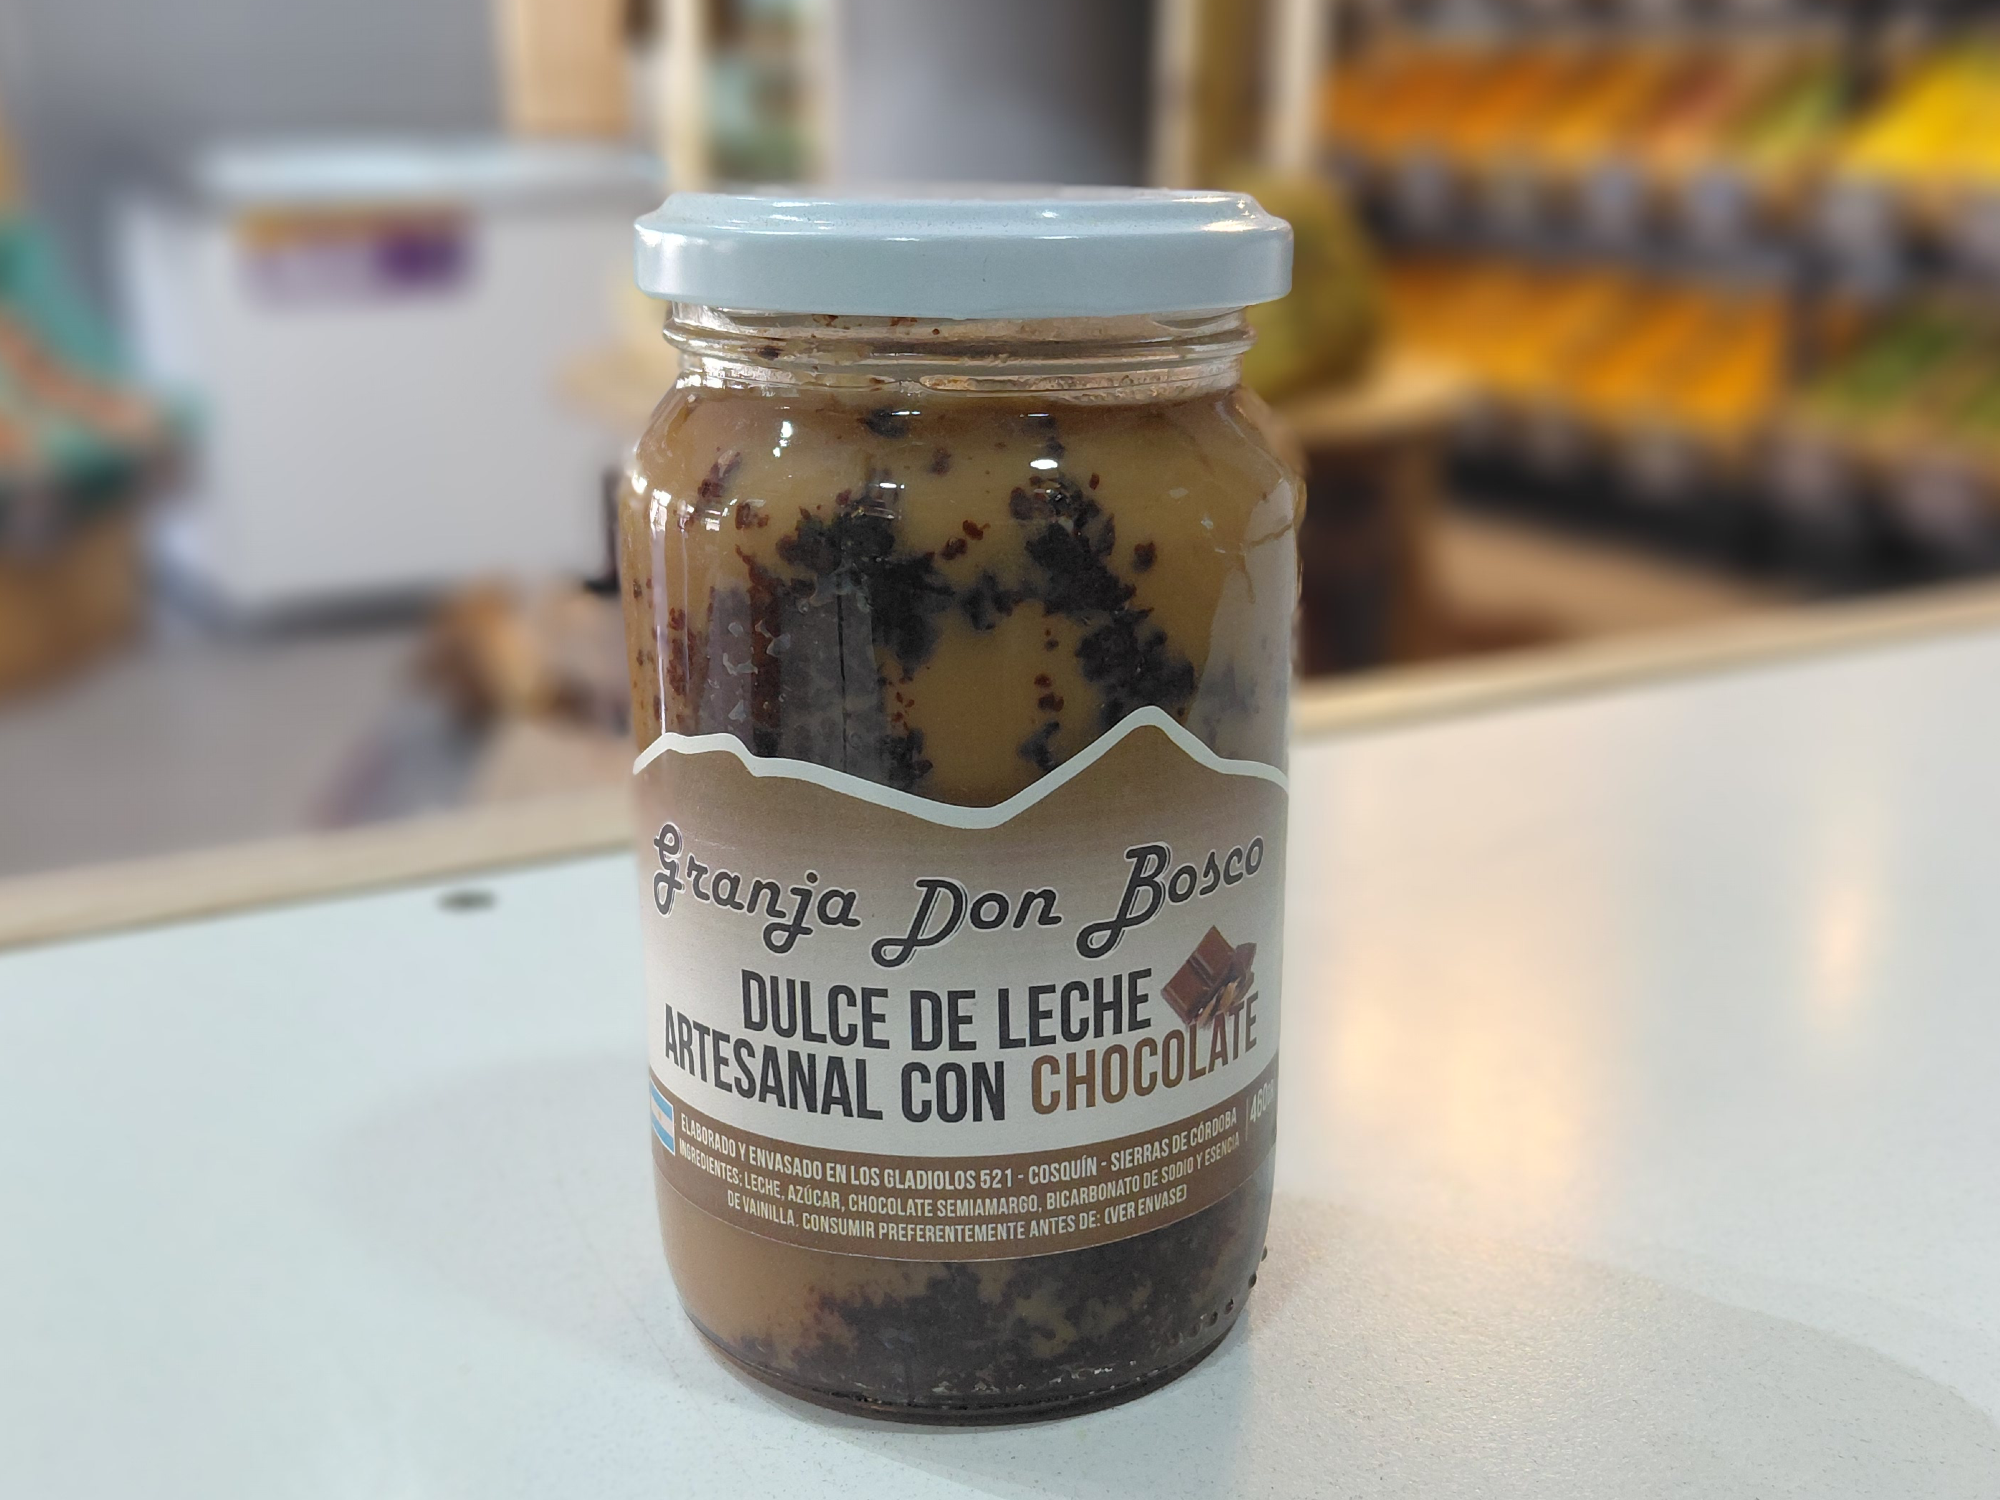 Granja Don Bosco
DULCE DE LECHE
ARTESANAL CON CHOCOLATE
ELABORADO Y ENVASADO EN LOS GLADIOLOS 521 - COSQUÍN - SIERRAS DE CÓRDOBA
460gr
INGREDIENTES: LECHE, AZÚCAR, CHOCOLATE SEMIAMARGO, BICARBONATO DE SODIO Y ESENCIA
DE VAINILLA. CONSUMIR PREFERENTEMENTE ANTES DE: (VER ENVASE)